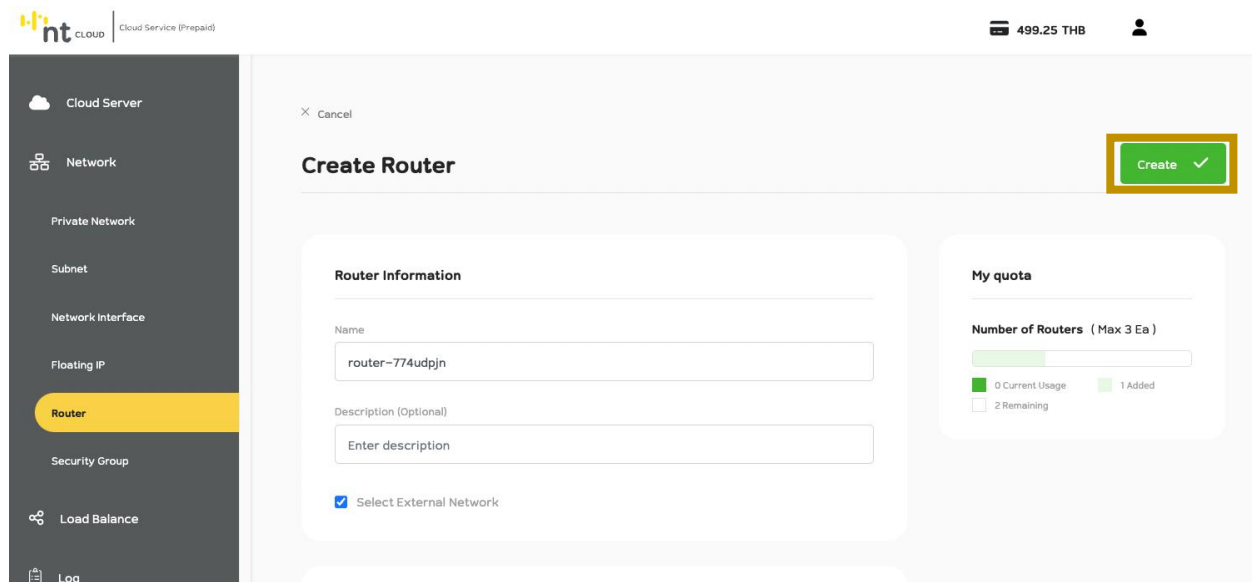 nt CLOUD Cloud Service (Prepaid)
499.25 THB
Cloud Server
Network
Private Network
Subnet
Network Interface
Floating IP
Router
Security Group
Load Balance
Log
Cancel
Create Router
Create
Router Information
Name
router-774udpjn
Description (Optional)
Enter description
Select External Network
My quota
Number of Routers ( Max 3 Ea )
0 Current Usage 1 Added
2 Remaining